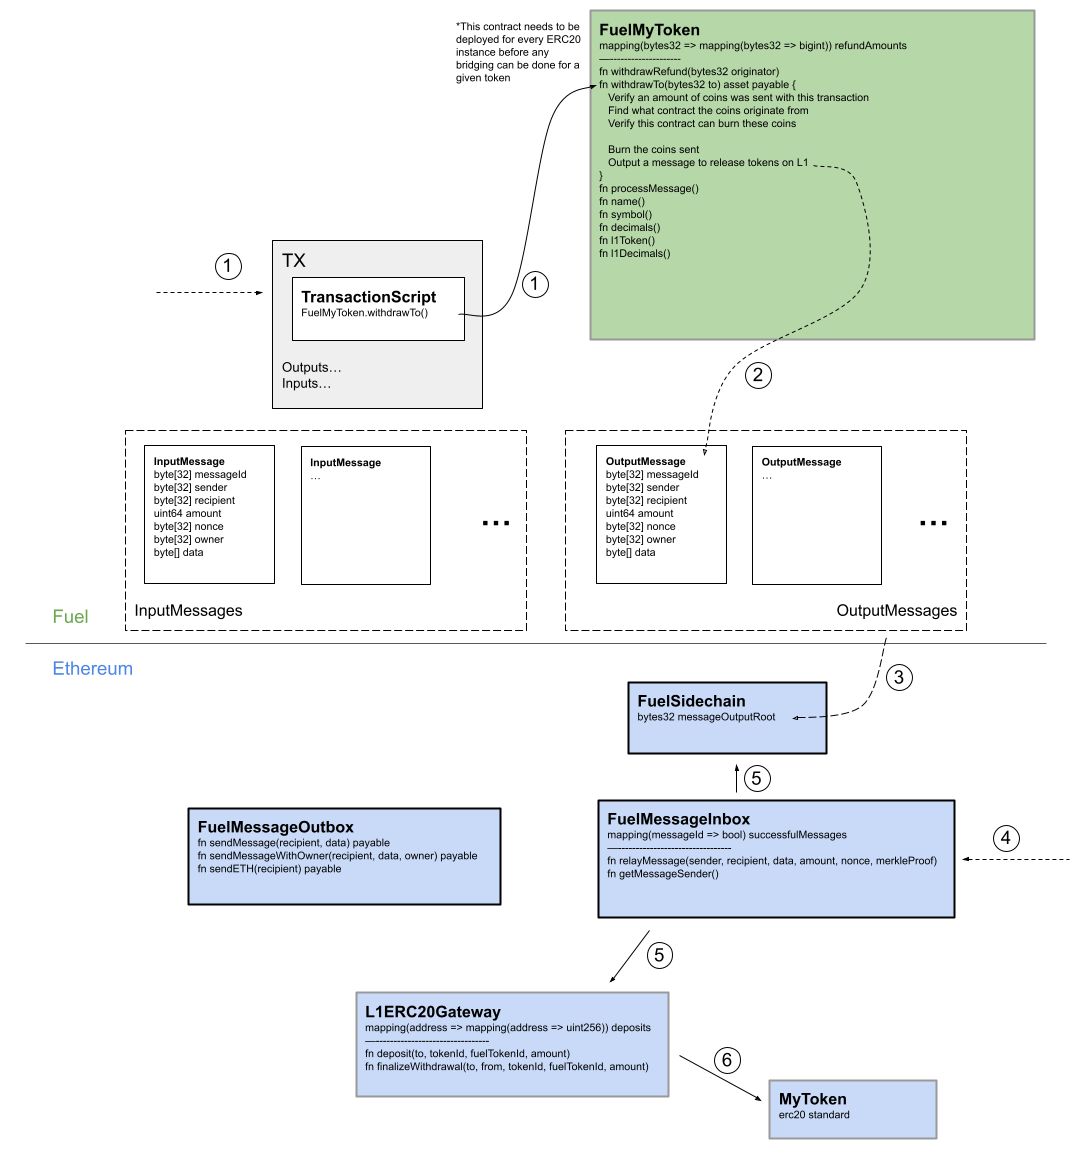 *This contract needs to be
deployed for every ERC20
instance before any
bridging can be done for a
given token
FuelMyToken
mapping(bytes32 => mapping(bytes32 => bigint)) refundAmounts
------------------------
fn withdrawRefund(bytes32 originator)
fn withdrawTo(bytes32 to) asset payable {
Verify an amount of coins was sent with this transaction
Find what contract the coins originate from
Verify this contract can burn these coins
Burn the coins sent
Output a message to release tokens on L1
}
fn processMessage()
fn name()
fn symbol()
fn decimals()
fn l1Token()
fn l1Decimals()
1
TX
TransactionScript
FuelMyToken.withdrawTo()
Outputs…
Inputs…
1
2
InputMessage
byte[32] messageId
byte[32] sender
byte[32] recipient
uint64 amount
byte[32] nonce
byte[32] owner
byte[] data
InputMessage
…
...
InputMessages
OutputMessage
byte[32] messageId
byte[32] sender
byte[32] recipient
uint64 amount
byte[32] nonce
byte[32] owner
byte[] data
OutputMessage
…
...
OutputMessages
Fuel
Ethereum
3
FuelSidechain
bytes32 messageOutputRoot
5
FuelMessageOutbox
fn sendMessage(recipient, data) payable
fn sendMessageWithOwner(recipient, data, owner) payable
fn sendETH(recipient) payable
FuelMessageInbox
mapping(messageId => bool) successfulMessages
------------------------------------
fn relayMessage(sender, recipient, data, amount, nonce, merkleProof)
fn getMessageSender()
4
5
L1ERC20Gateway
mapping(address => mapping(address => uint256)) deposits
------------------------------------
fn deposit(to, tokenId, fuelTokenId, amount)
fn finalizeWithdrawal(to, from, tokenId, fuelTokenId, amount)
6
MyToken
erc20 standard